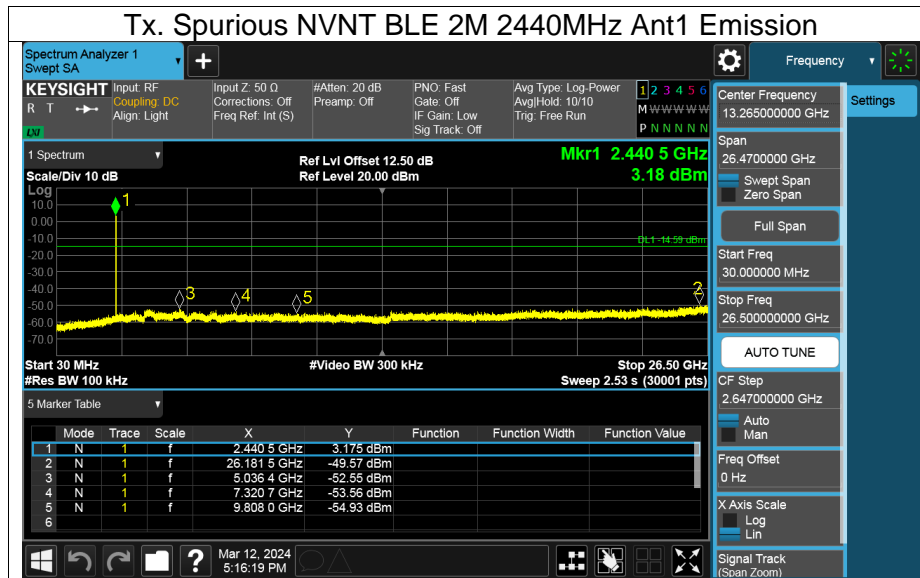 Tx. Spurious NVNT BLE 2M 2440MHz Ant1 Emission
Spectrum Analyzer 1
Swept SA
+
Frequency
KEYSIGHT
R T
LXI
Input: RF
Coupling: DC
Align: Light
Input Z: 50 Ω
Corrections: Off
Freq Ref: Int (S)
#Atten: 20 dB
Preamp: Off
PNO: Fast
Gate: Off
IF Gain: Low
Sig Track: Off
Avg Type: Log-Power
Avg|Hold: 10/10
Trig: Free Run
1 2 3 4 5 6
M W W W W W
P N N N N N
1 Spectrum
Scale/Div 10 dB
Ref Lvl Offset 12.50 dB
Ref Level 20.00 dBm
Mkr1 2.440 5 GHz
3.18 dBm
Log
10.0
0.00
-10.0
-20.0
-30.0
-40.0
-50.0
-60.0
-70.0
1
DL1 -14.59 dBm
3
4
5
2
Start 30 MHz
#Res BW 100 kHz
#Video BW 300 kHz
Stop 26.50 GHz
Sweep 2.53 s (30001 pts)
5 Marker Table
Mode Trace Scale X Y Function Function Width Function Value
1 N 1 f 2.440 5 GHz 3.175 dBm
2 N 1 f 26.181 5 GHz -49.57 dBm
3 N 1 f 5.036 4 GHz -52.55 dBm
4 N 1 f 7.320 7 GHz -53.56 dBm
5 N 1 f 9.808 0 GHz -54.93 dBm
6
?
Mar 12, 2024
5:16:19 PM
Center Frequency
13.265000000 GHz
Settings
Span
26.4700000 GHz
Swept Span
Zero Span
Full Span
Start Freq
30.000000 MHz
Stop Freq
26.500000000 GHz
AUTO TUNE
CF Step
2.647000000 GHz
Auto
Man
Freq Offset
0 Hz
X Axis Scale
Log
Lin
Signal Track
(Span Zoom)